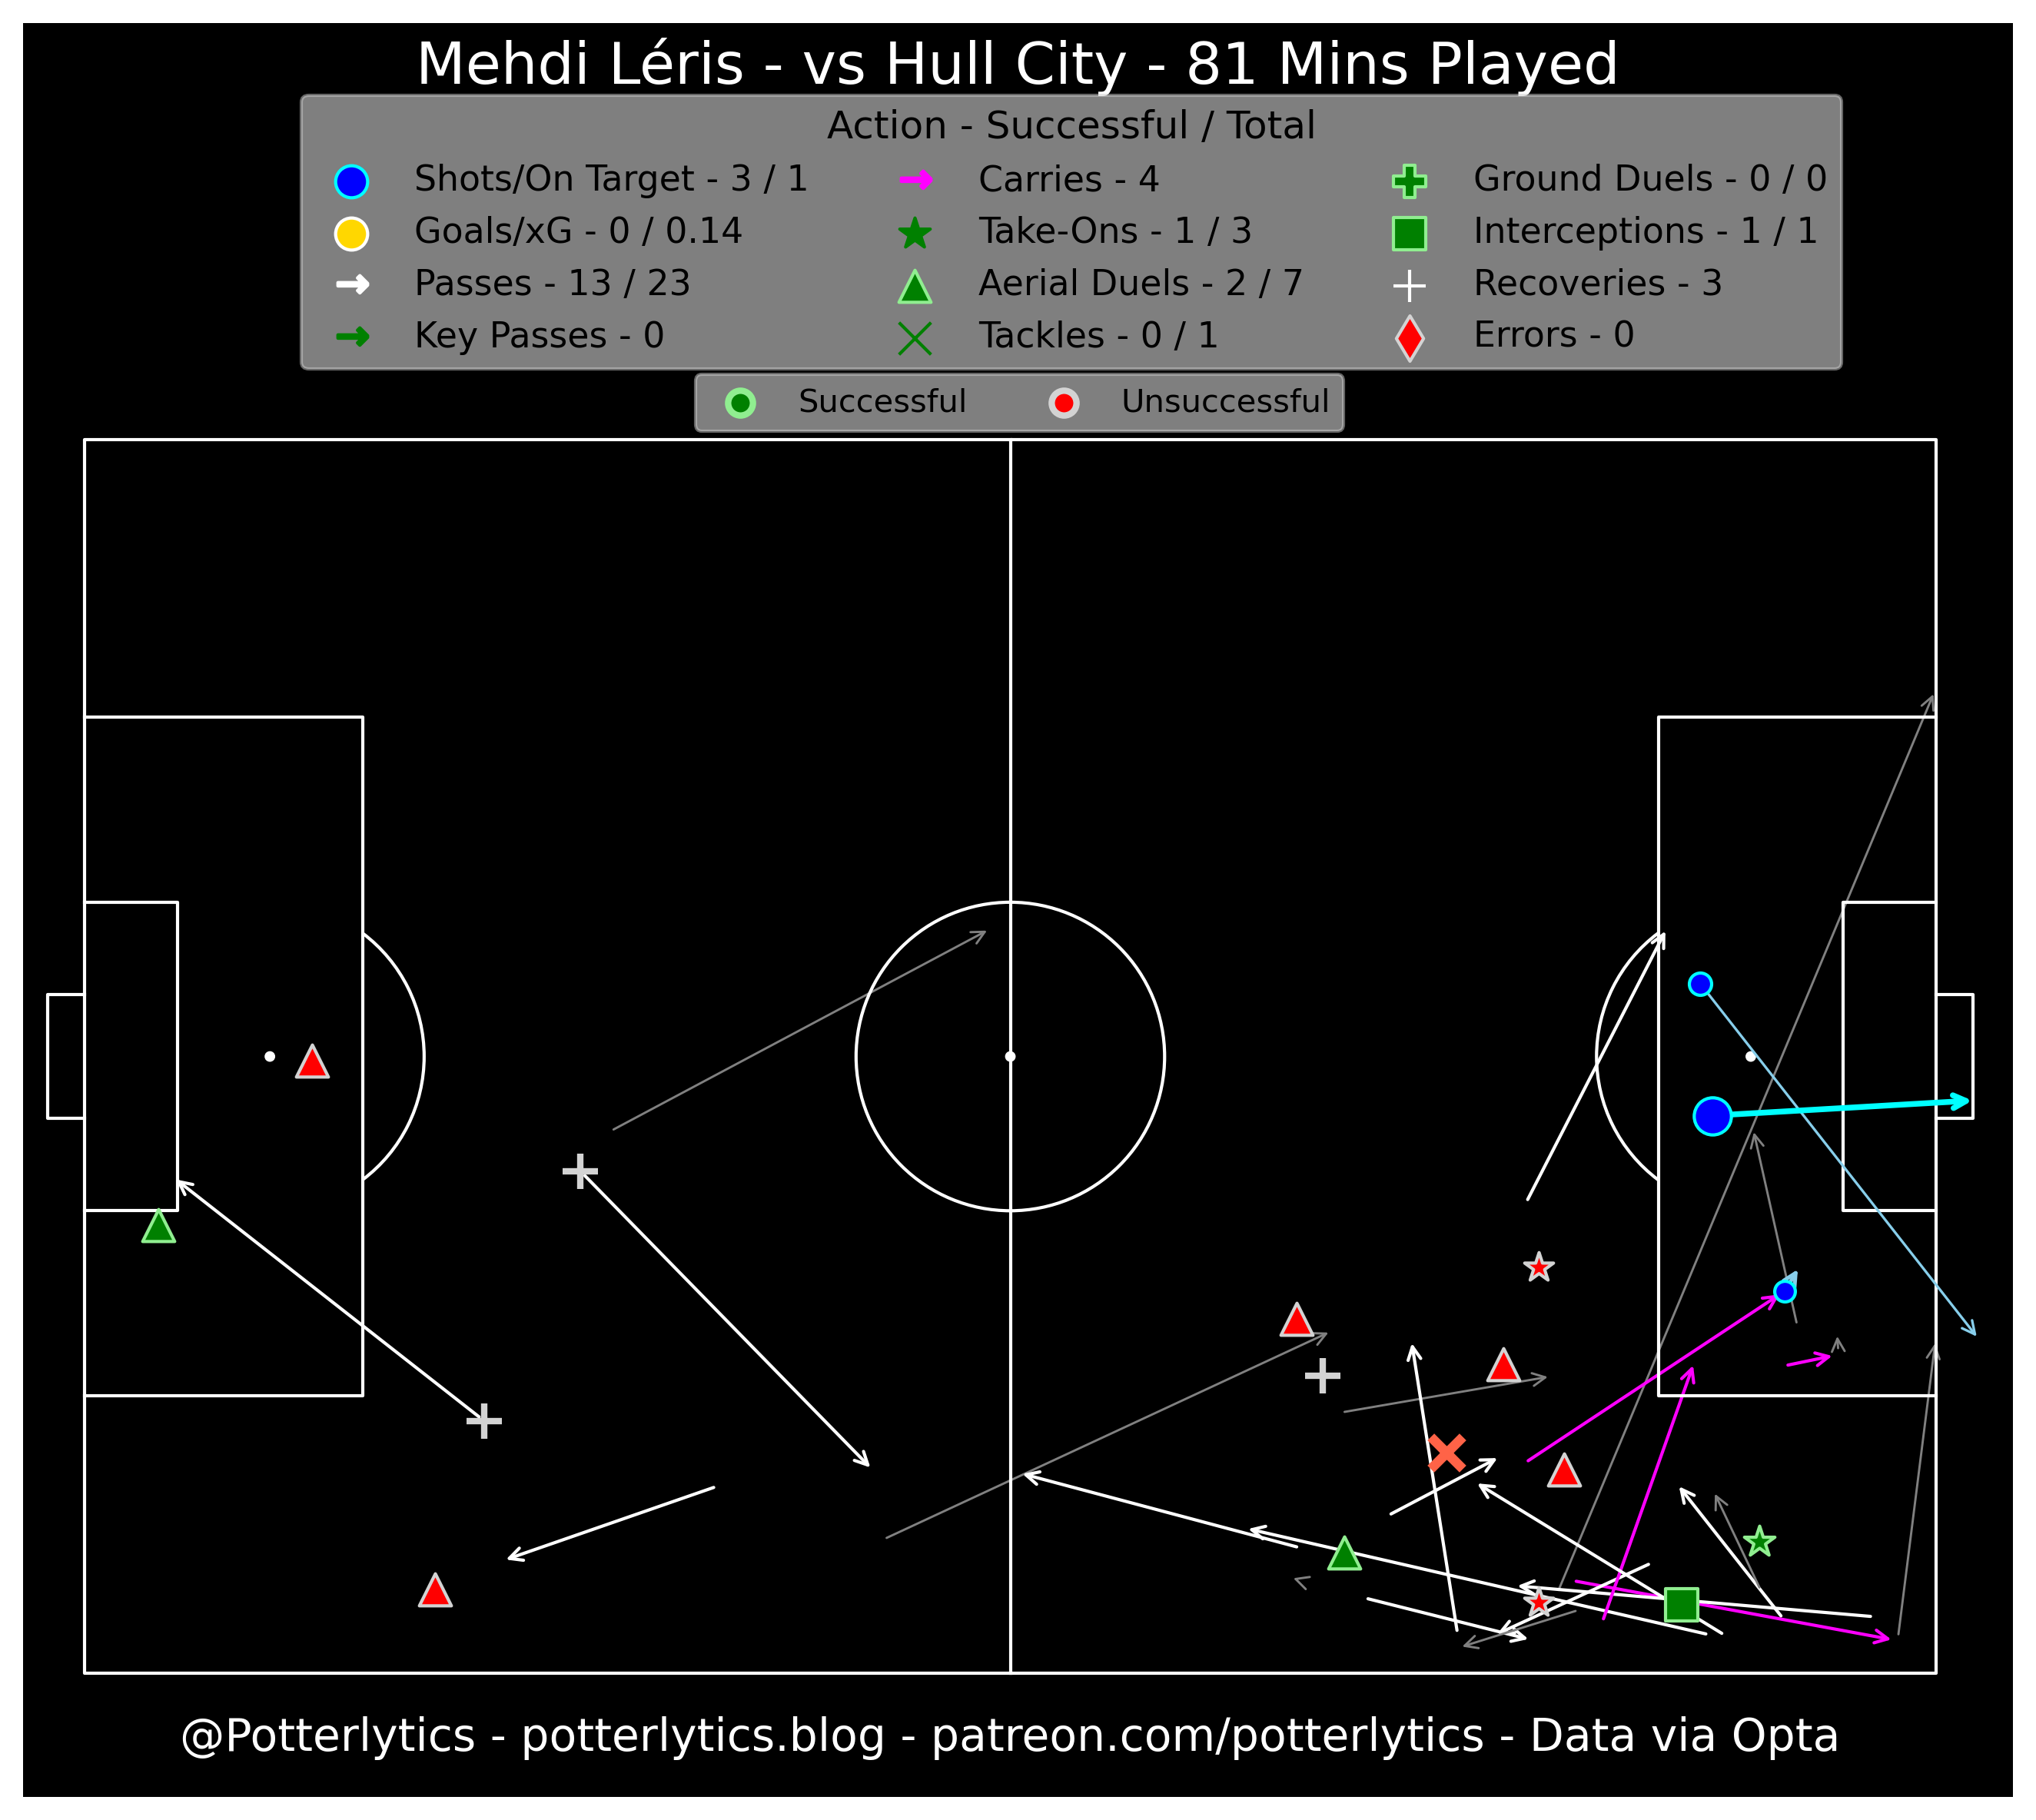 Mehdi Léris - vs Hull City - 81 Mins Played
Action - Successful / Total
Shots/On Target - 3 / 1
Goals/xG - 0 / 0.14
Passes - 13 / 23
Key Passes - 0
Carries - 4
Take-Ons - 1 / 3
Aerial Duels - 2 / 7
Tackles - 0 / 1
Ground Duels - 0 / 0
Interceptions - 1 / 1
Recoveries - 3
Errors - 0
Successful
Unsuccessful
@Potterlytics - potterlytics.blog - patreon.com/potterlytics - Data via Opta